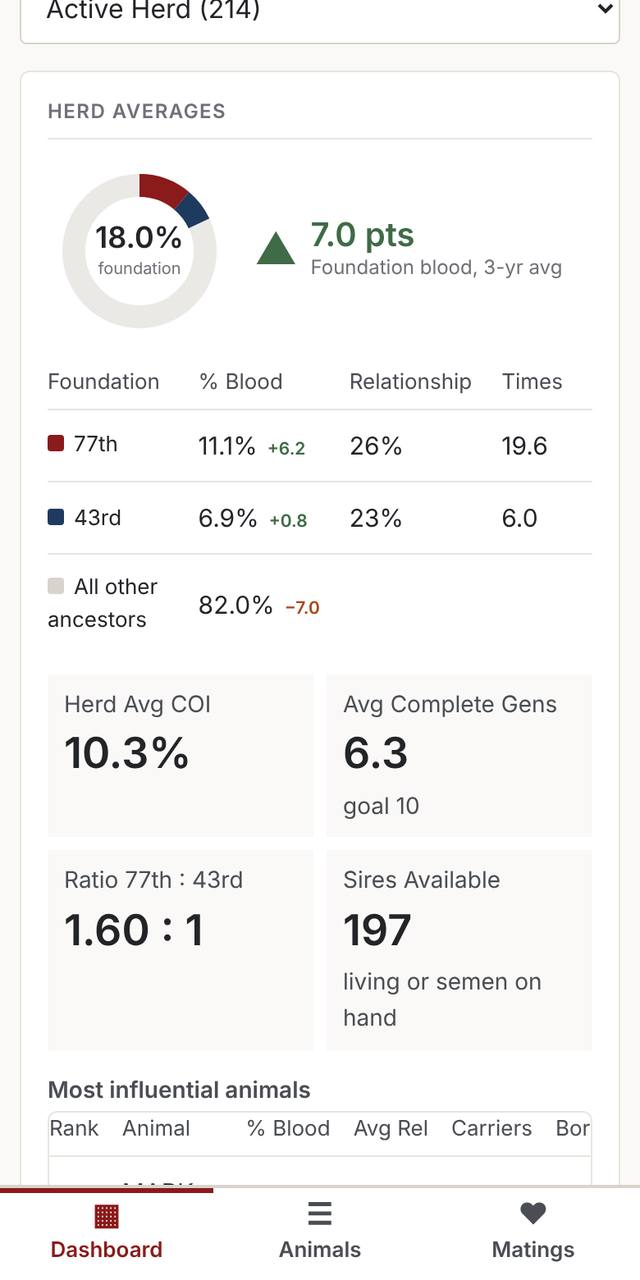 Active Herd (214)
HERD AVERAGES
18.0%
foundation
7.0 pts
Foundation blood, 3-yr avg
Foundation % Blood Relationship Times
77th 11.1% +6.2 26% 19.6
43rd 6.9% +0.8 23% 6.0
All other
ancestors
82.0% −7.0
Herd Avg COI
10.3%
Avg Complete Gens
6.3
goal 10
Ratio 77th : 43rd
1.60 : 1
Sires Available
197
living or semen on
hand
Most influential animals
Rank Animal % Blood Avg Rel Carriers Bor
Dashboard Animals Matings